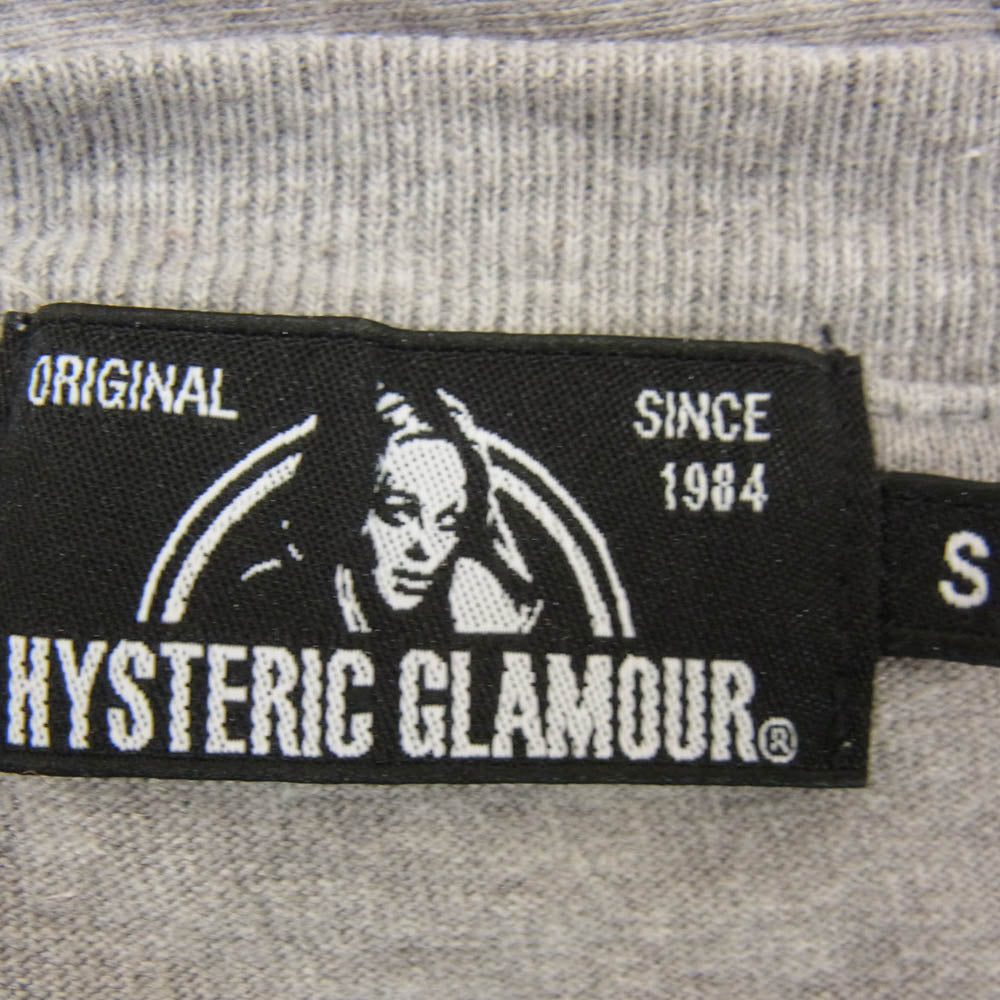 ORIGINAL
SINCE
1984
S
HYSTERIC GLAMOUR®